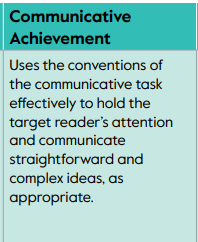 Communicative
Achievement
Uses the conventions of
the communicative task
effectively to hold the
target reader's attention
and communicate
straightforward and
complex ideas, as
appropriate.